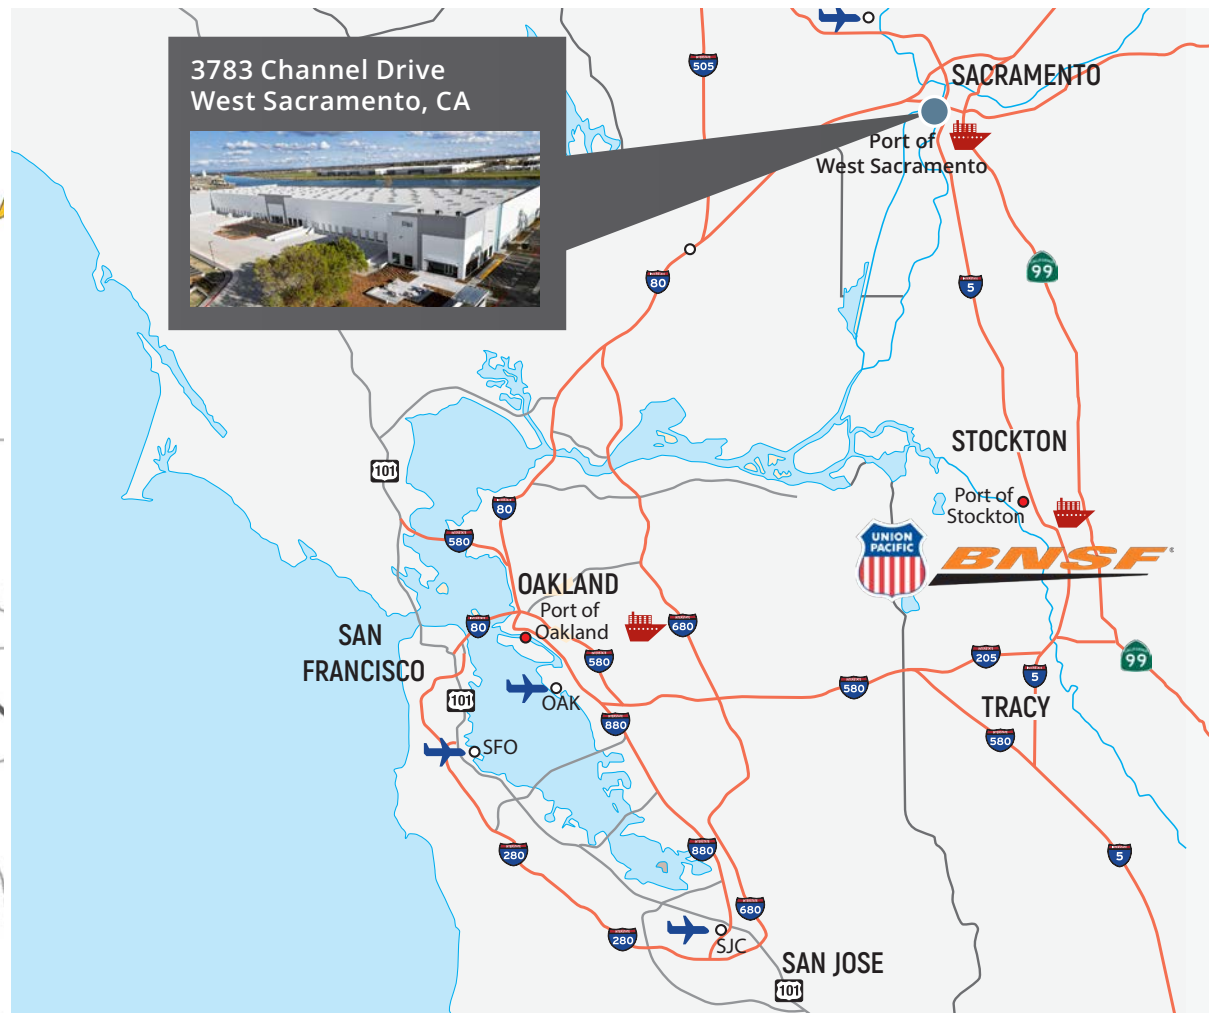 3783 Channel Drive
West Sacramento, CA
505
SACRAMENTO
Port of
West Sacramento
CALIFORNIA
99
80
5
101
STOCKTON
Port of
Stockton
80
580
UNION
PACIFIC
BNSF
OAKLAND
Port of
Oakland
80
680
SAN
FRANCISCO
580
205
CALIFORNIA
99
5
580
101
OAK
880
TRACY
580
SFO
280
880
5
680
280
SJC
SAN JOSE
101